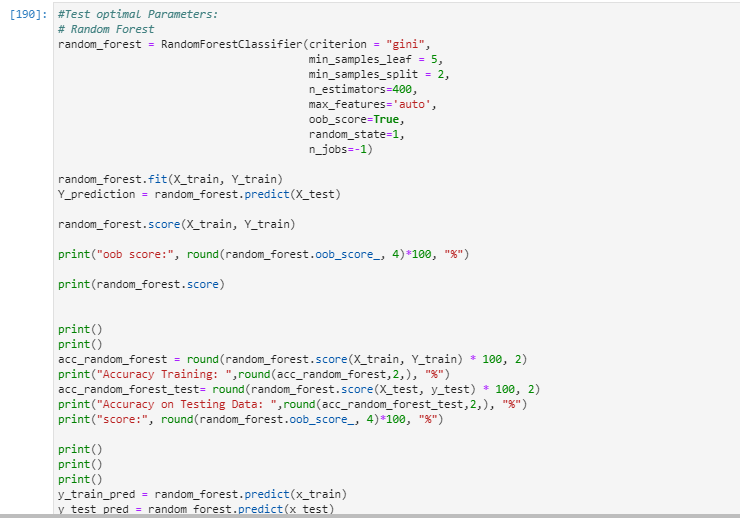 [190]: #Test optimal Parameters:
# Random Forest
random_forest = RandomForestClassifier(criterion = "gini",
min_samples_leaf = 5,
min_samples_split = 2,
n_estimators=400,
max_features='auto',
oob_score=True,
random_state=1,
n_jobs=-1)
random_forest.fit(X_train, Y_train)
Y_prediction = random_forest.predict(X_test)
random_forest.score(X_train, Y_train)
print("oob score:", round(random_forest.oob_score_, 4)*100, "%")
print(random_forest.score)
print()
print()
acc_random_forest = round(random_forest.score(X_train, Y_train) * 100, 2)
print("Accuracy Training: ",round(acc_random_forest,2,), "%")
acc_random_forest_test= round(random_forest.score(X_test, y_test) * 100, 2)
print("Accuracy on Testing Data: ",round(acc_random_forest_test,2,), "%")
print("score:", round(random_forest.oob_score_, 4)*100, "%")
print()
print()
print()
y_train_pred = random_forest.predict(x_train)
y_test_pred = random_forest.predict(x_test)